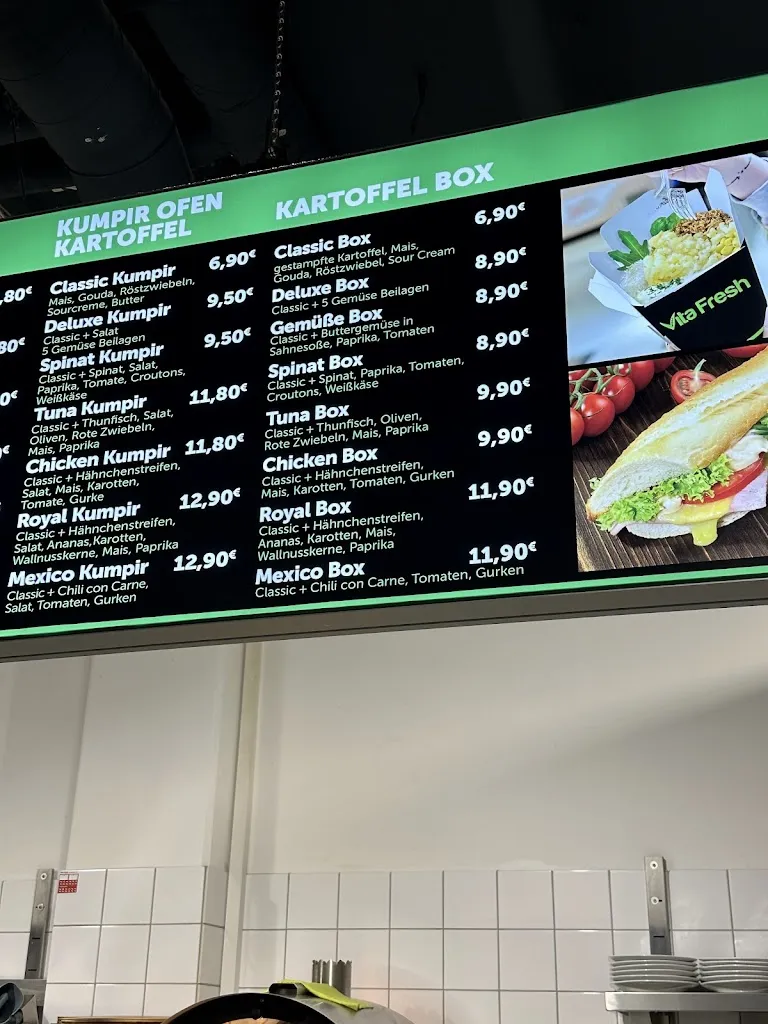 ,80€
80€
0€
€
KUMPIR OFEN
KARTOFFEL
Classic Kumpir 6,90€
Mais, Gouda, Röstzwiebeln,
Sourcreme, Butter
Deluxe Kumpir 9,50€
Classic + Salat
5 Gemüse Beilagen
Spinat Kumpir 9,50€
Classic + Spinat, Salat,
Paprika, Tomate, Croutons,
Weißkäse
Tuna Kumpir 11,80€
Classic + Thunfisch, Salat,
Oliven, Rote Zwiebeln,
Mais, Paprika
Chicken Kumpir 11,80€
Classic + Hähnchenstreifen,
Salat, Mais, Karotten,
Tomate, Gurke
Royal Kumpir 12,90€
Classic + Hähnchenstreifen,
Salat, Ananas,Karotten,
Wallnusskerne, Mais, Paprika
Mexico Kumpir 12,90€
Classic + Chili con Carne,
Salat, Tomaten, Gurken
KARTOFFEL BOX
Classic Box 6,90€
gestampfte Kartoffel, Mais,
Gouda, Röstzwiebel, Sour Cream
Deluxe Box 8,90€
Classic + 5 Gemüse Beilagen
Gemüße Box 8,90€
Classic + Buttergemüse in
Sahnesoße, Paprika, Tomaten
Spinat Box 8,90€
Classic + Spinat, Paprika, Tomaten,
Croutons, Weißkäse
Tuna Box 9,90€
Classic + Thunfisch, Oliven,
Rote Zwiebeln, Mais, Paprika
Chicken Box 9,90€
Classic + Hähnchenstreifen,
Mais, Karotten, Tomaten, Gurken
Royal Box 11,90€
Classic + Hähnchenstreifen,
Ananas, Karotten, Mais,
Wallnusskerne, Paprika
Mexico Box 11,90€
Classic + Chili con Carne, Tomaten, Gurken
Vita Fresh